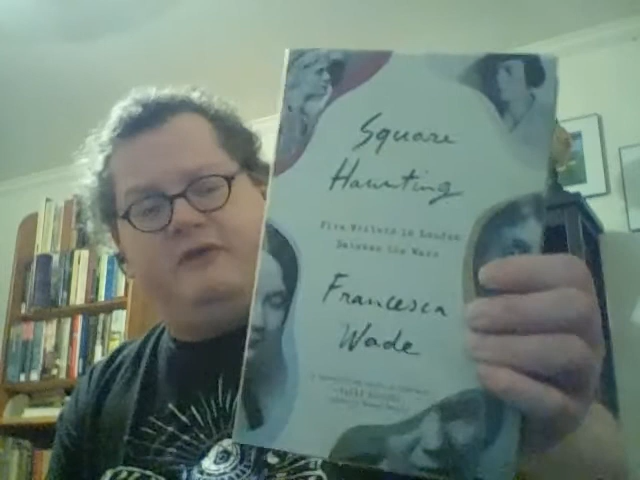 Square
Haunting
Five Writers in London
Between the Wars
Francesca
Wade